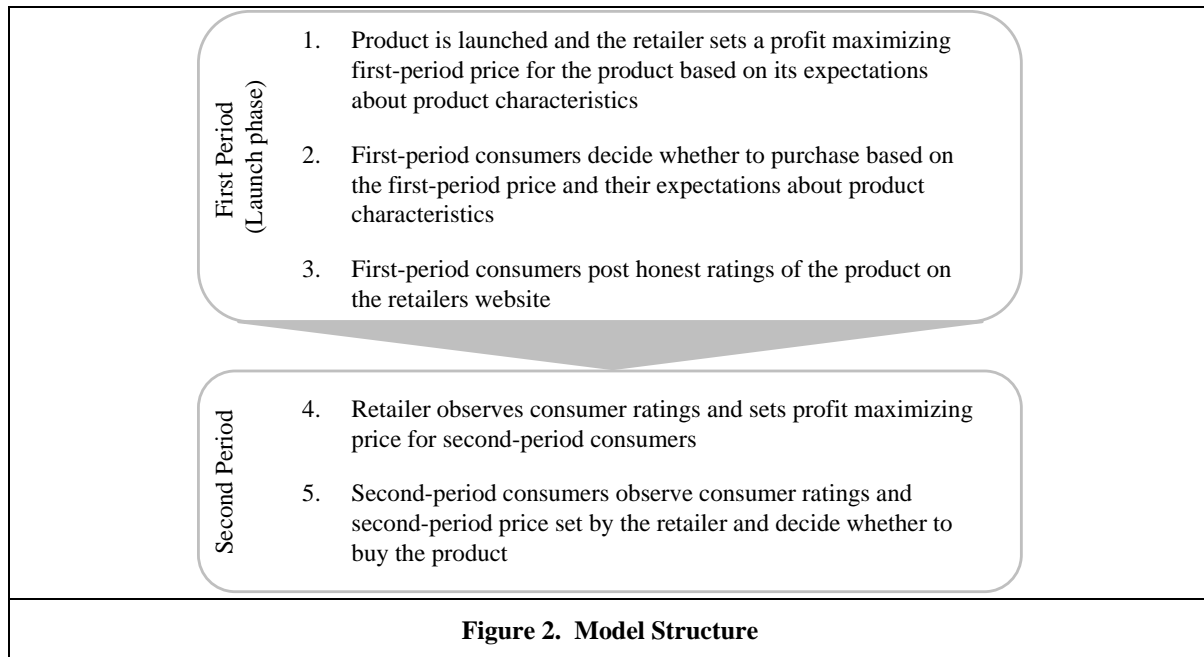 First Period
(Launch phase)
1. Product is launched and the retailer sets a profit maximizing
first-period price for the product based on its expectations
about product characteristics
2. First-period consumers decide whether to purchase based on
the first-period price and their expectations about product
characteristics
3. First-period consumers post honest ratings of the product on
the retailers website
Second Period
4. Retailer observes consumer ratings and sets profit maximizing
price for second-period consumers
5. Second-period consumers observe consumer ratings and
second-period price set by the retailer and decide whether to
buy the product
Figure 2. Model Structure